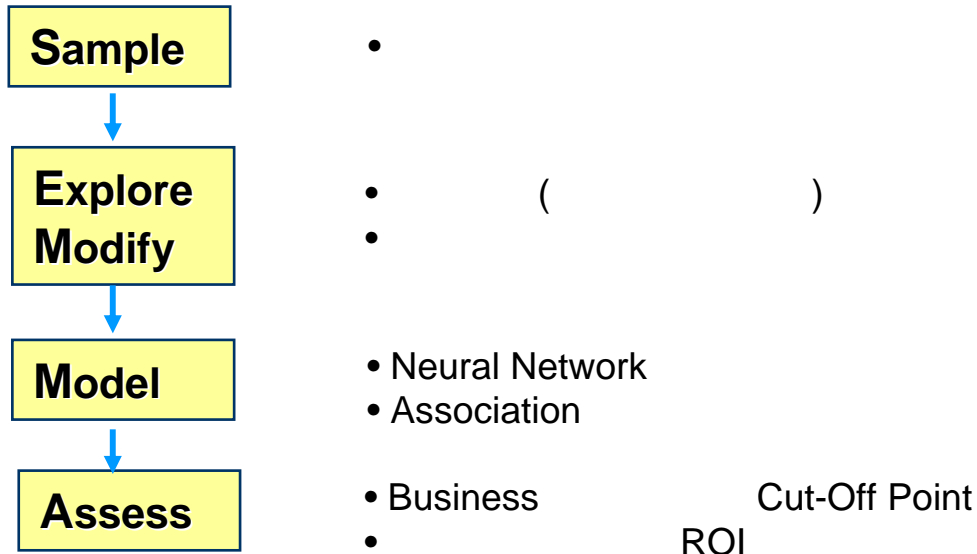 Sample
•
Explore
Modify
• ( )
•
Model
• Neural Network
• Association
Assess
• Business Cut-Off Point
• ROI